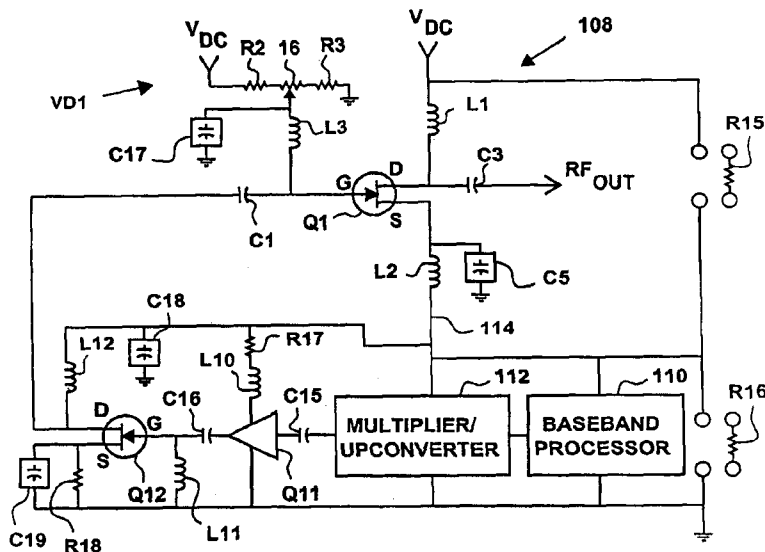 VDC
R2 16 R3
VDC
108
VD1
L1
C17
L3
R15
G D C3 RFOUT
Q1 S
C1
L2
C5
C18
114
L12
R17
L10
C16
C15
112
110
R16
D G
S
MULTIPLIER/
UPCONVERTER
BASEBAND
PROCESSOR
Q12
Q11
C19
R18
L11